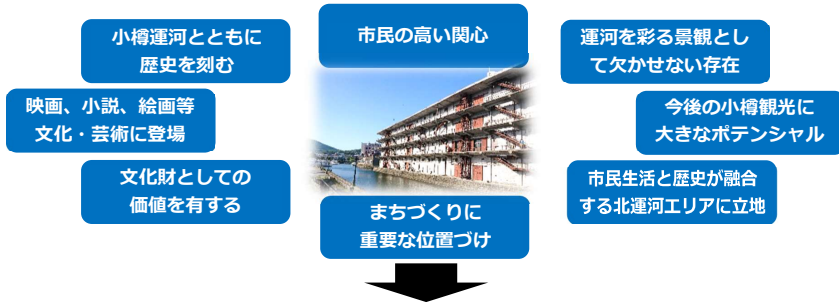 小樽運河とともに
歴史を刻む
市民の高い関心
運河を彩る景観とし
て欠かせない存在
映画、小説、絵画等
文化・芸術に登場
今後の小樽観光に
大きなポテンシャル
文化財としての
価値を有する
まちづくりに
重要な位置づけ
市民生活と歴史が融合
する北運河エリアに立地